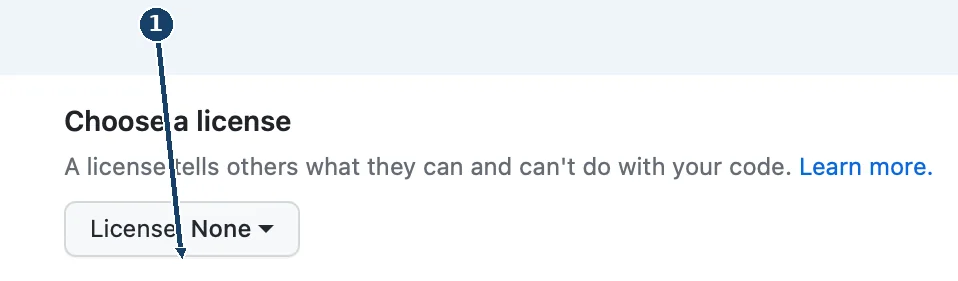 1
Choose a license
A license tells others what they can and can't do with your code. Learn more.
License: None